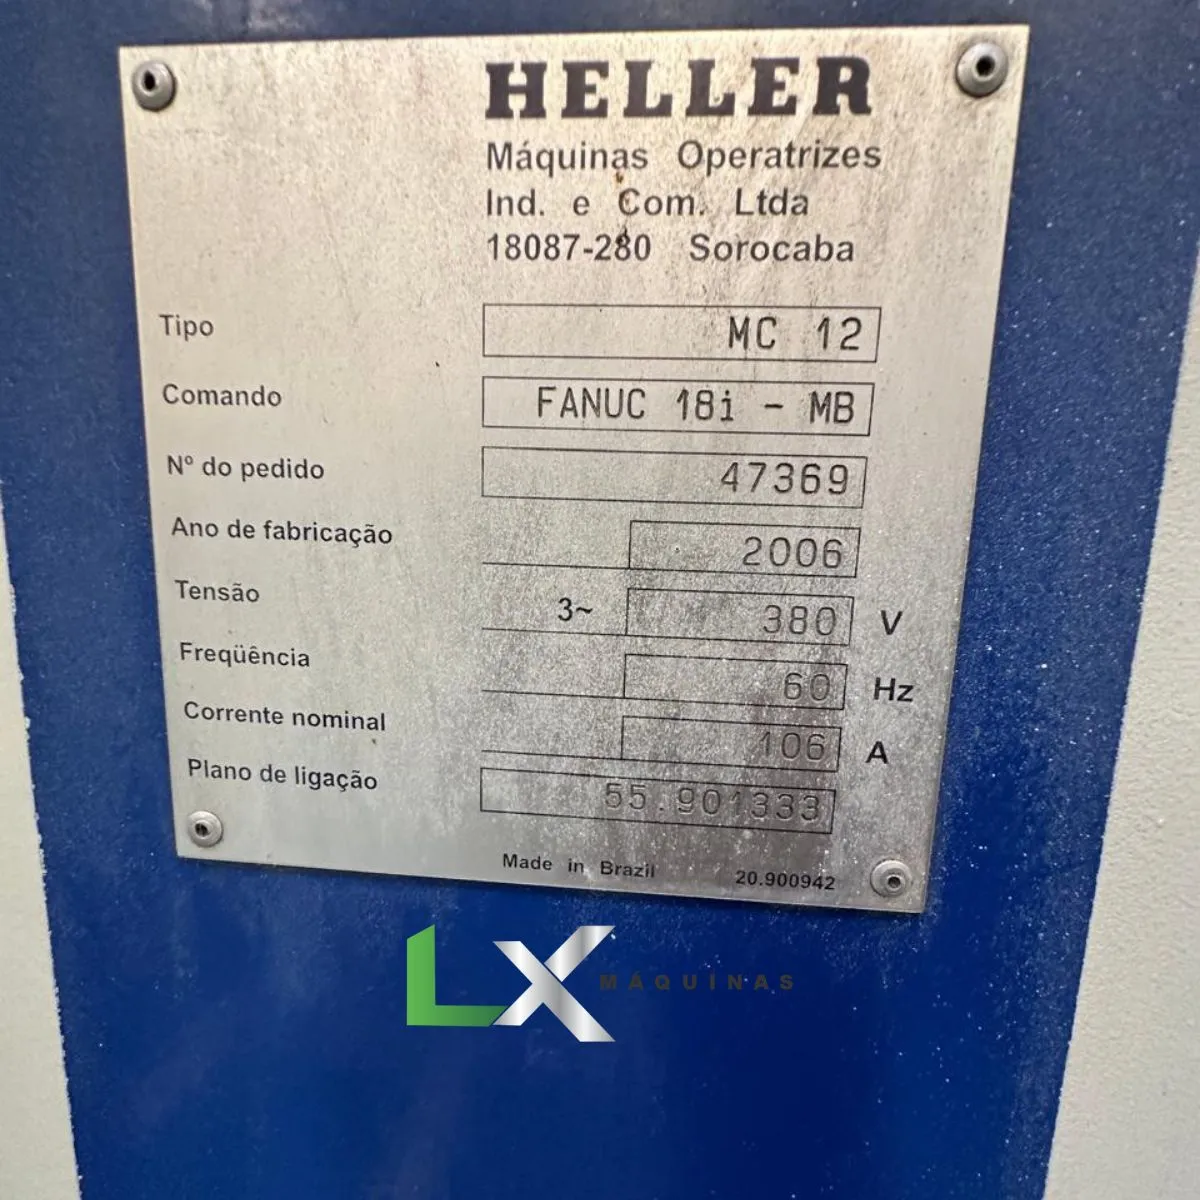 HELLER
Máquinas Operatrizes
Ind. e Com. Ltda
18087-280 Sorocaba
Tipo MC 12
Comando FANUC 18i - MB
Nº do pedido 47369
Ano de fabricação 2006
Tensão 3~ 380 V
Freqüência 60 Hz
Corrente nominal 106 A
Plano de ligação 55.901333
Made in Brazil 20.900942
LX MÁQUINAS